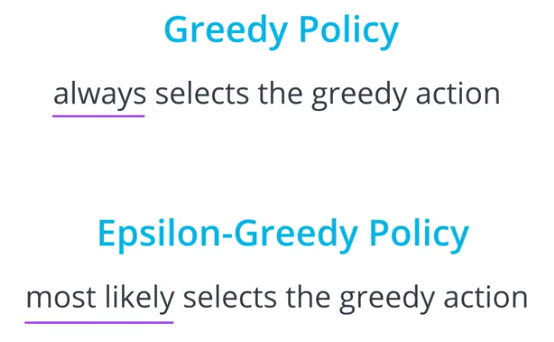 Greedy Policy
always selects the greedy action
Epsilon-Greedy Policy
most likely selects the greedy action